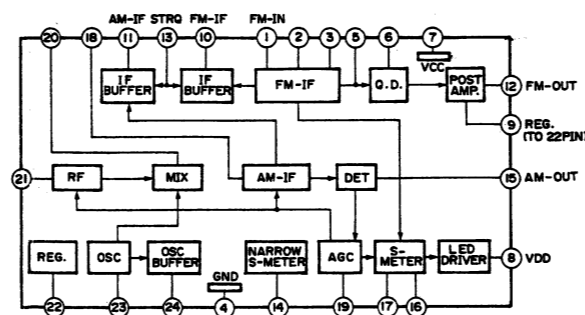 AM-IF STRQ FM-IF FM-IN
20 18 11 13 10 1 2 3 5 6 7
VCC
IF BUFFER
IF BUFFER
FM-IF
Q.D.
POST AMP.
12 FM-OUT
9 REG. (TO 22PIN)
21
RF
MIX
AM-IF
DET
15 AM-OUT
REG.
OSC
OSC BUFFER
GND
NARROW S-METER
AGC
S-METER
LED DRIVER
8 VDD
22 23 24 4 14 19 17 16